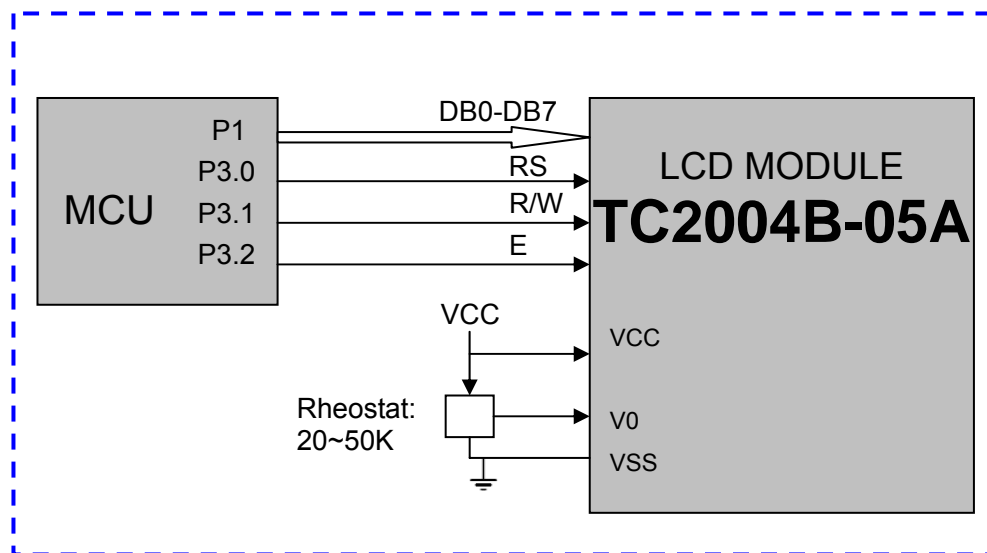 MCU
P1
P3.0
P3.1
P3.2
DB0-DB7
RS
R/W
E
LCD MODULE
TC2004B-05A
VCC
VCC
Rheostat:
20~50K
V0
VSS